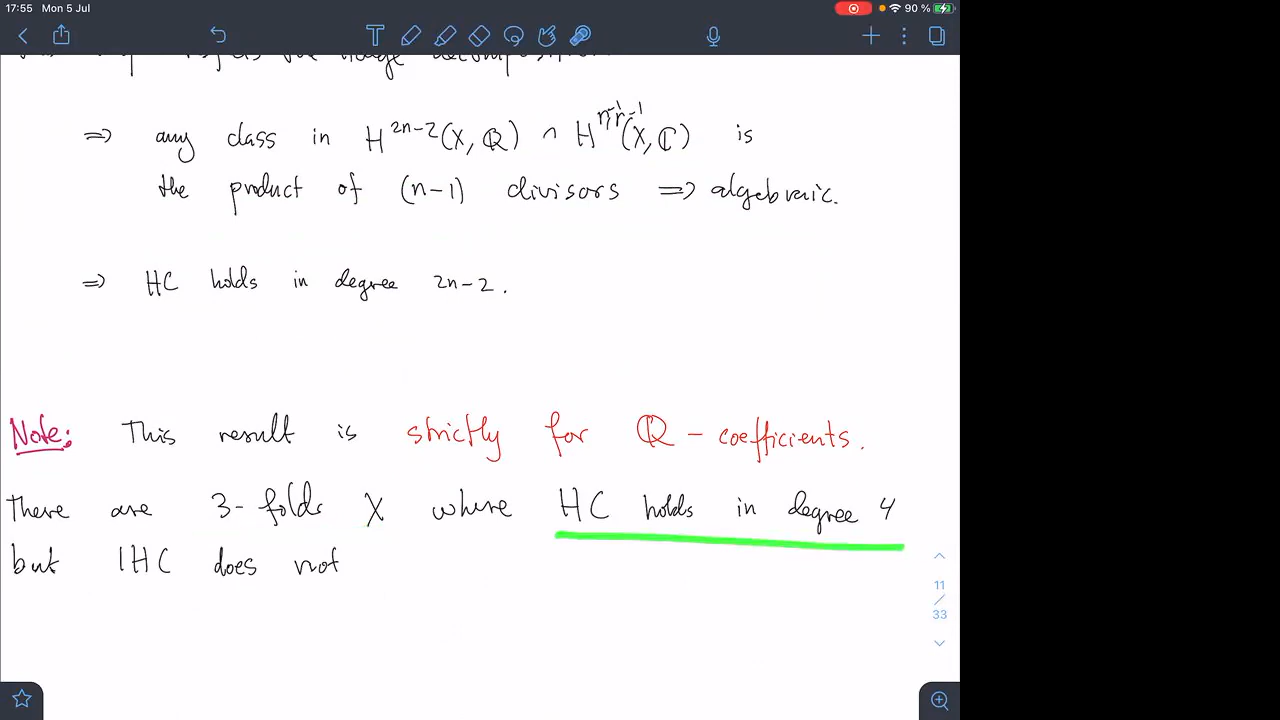 17:55 Mon 5 Jul
90 %
⇒ any class in H^{2n-2}(X, ℚ) ∩ H^{n-1,n-1}(X, ℂ) is
the product of (n-1) divisors ⇒ algebraic.
⇒ HC holds in degree 2n-2.
Note: This result is strictly for ℚ - coefficients.
There are 3-folds X where HC holds in degree 4
but IHC does not
11
/
33